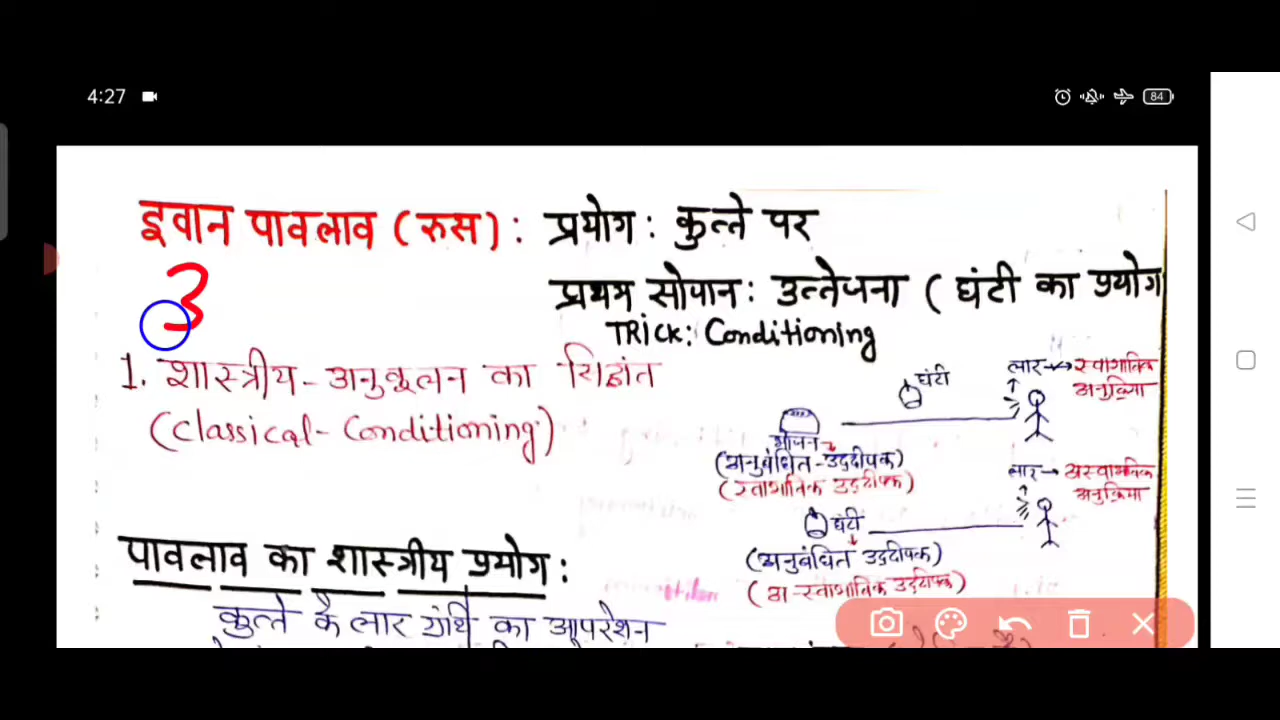 4:27
84
इवान पावलाव (रुस) : प्रयोग : कुत्ते पर
3
प्रथम सोपान : उत्तेजना ( घंटी का प्रयोग
TRICK: Conditioning
1. शास्त्रीय - अनुकूलन का सिद्धांत
(Classical - Conditioning)
घंटी
लार → स्वाभाविक
अनुक्रिया
भोजन
(अनुबंधित - उद्दीपक)
(स्वाभाविक उद्दीपक)
लार → अस्वाभाविक
अनुक्रिया
घंटी
(अनुबंधित उद्दीपक)
(अ - स्वाभाविक उद्दीपक)
पावलाव का शास्त्रीय प्रयोग :
कुत्ते के लार ग्रंथि का आपरेशन